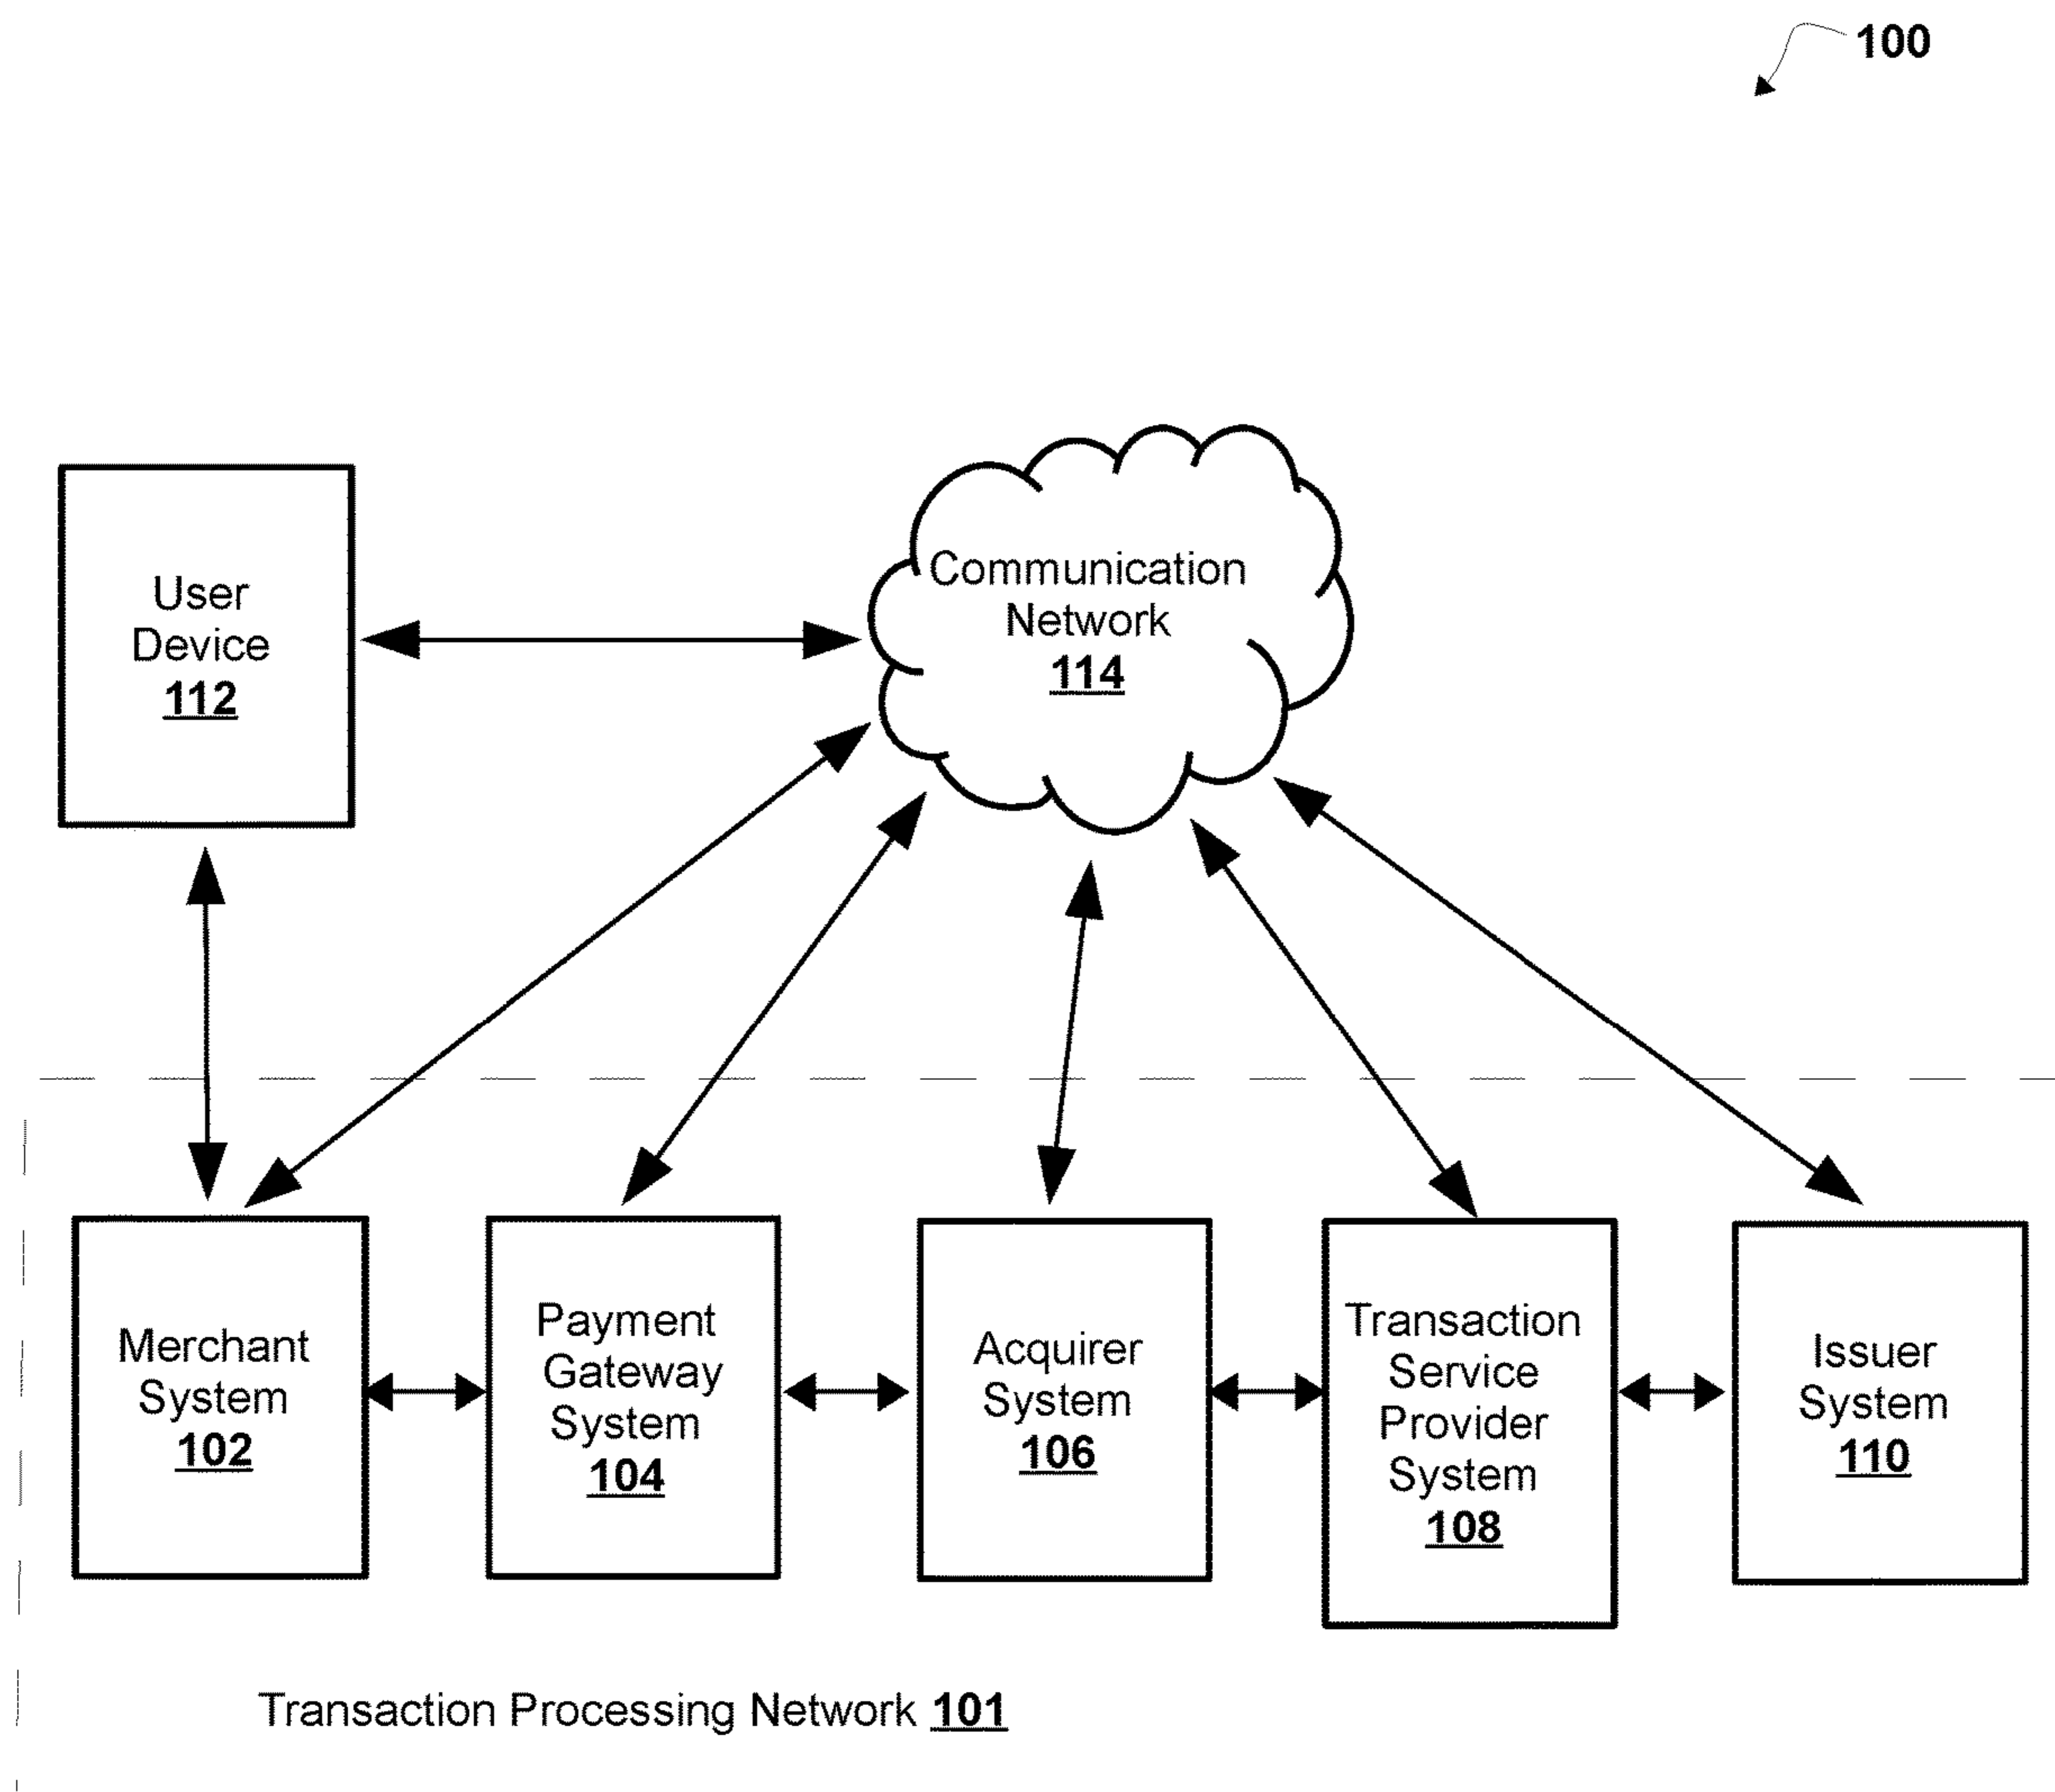 100
User
Device
112
Communication
Network
114
Merchant
System
102
Payment
Gateway
System
104
Acquirer
System
106
Transaction
Service
Provider
System
108
Issuer
System
110
Transaction Processing Network 101